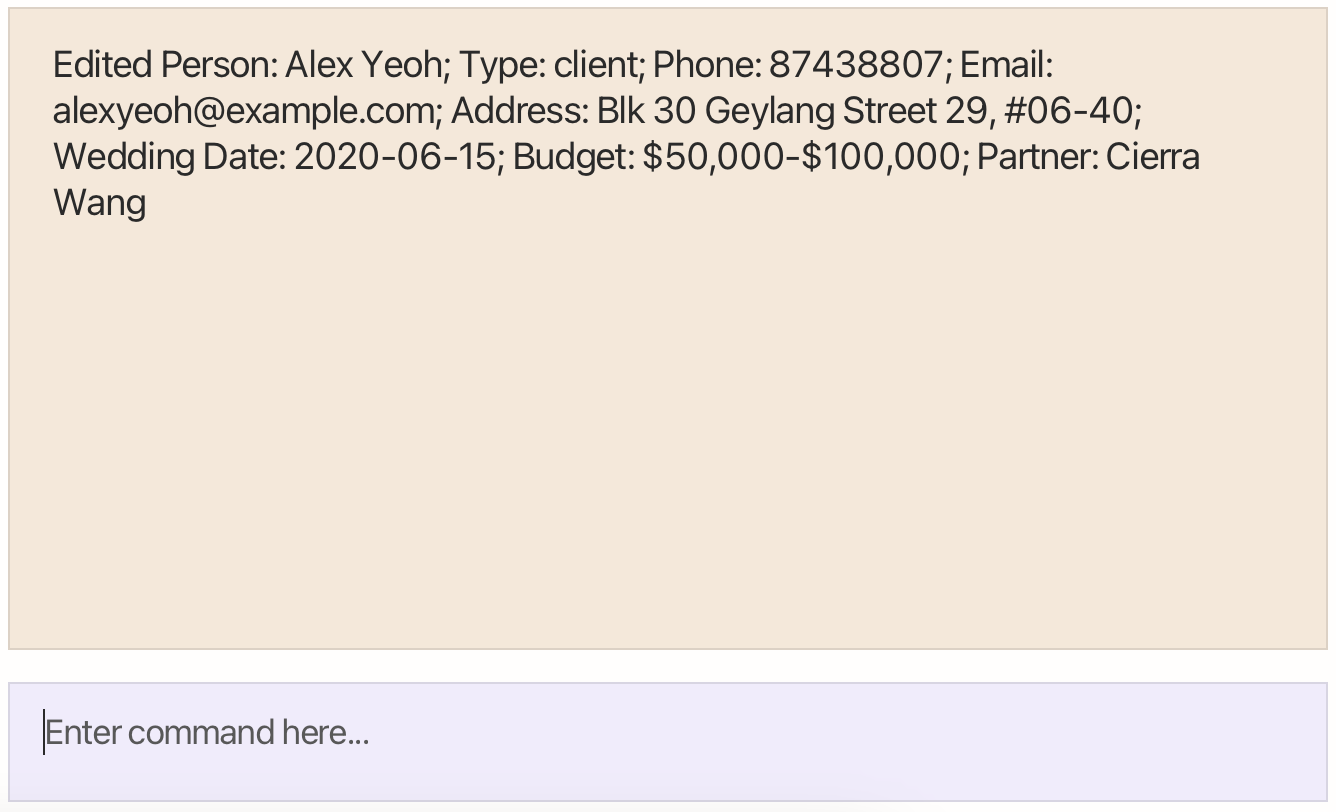 Edited Person: Alex Yeoh; Type: client; Phone: 87438807; Email:
alexyeoh@example.com; Address: Blk 30 Geylang Street 29, #06-40;
Wedding Date: 2020-06-15; Budget: $50,000-$100,000; Partner: Cierra
Wang
Enter command here...